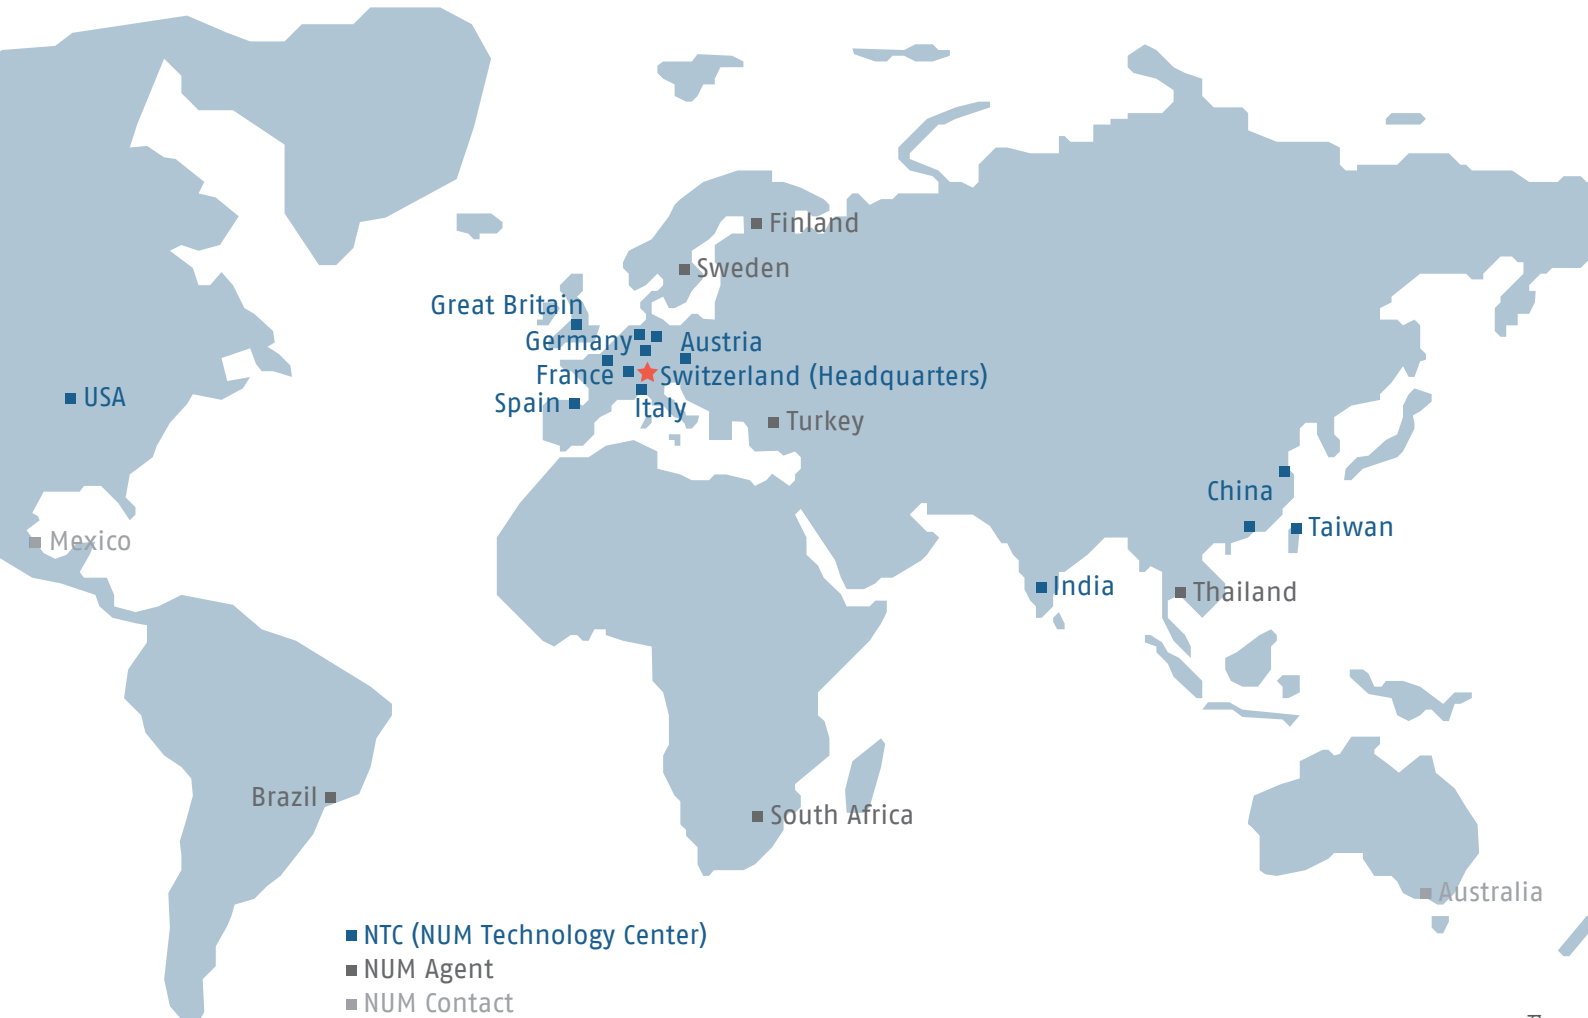 Finland
Sweden
Great Britain
Germany
Austria
France
Switzerland (Headquarters)
USA
Spain
Italy
Turkey
China
Taiwan
Mexico
India
Thailand
Brazil
South Africa
Australia
NTC (NUM Technology Center)
NUM Agent
NUM Contact